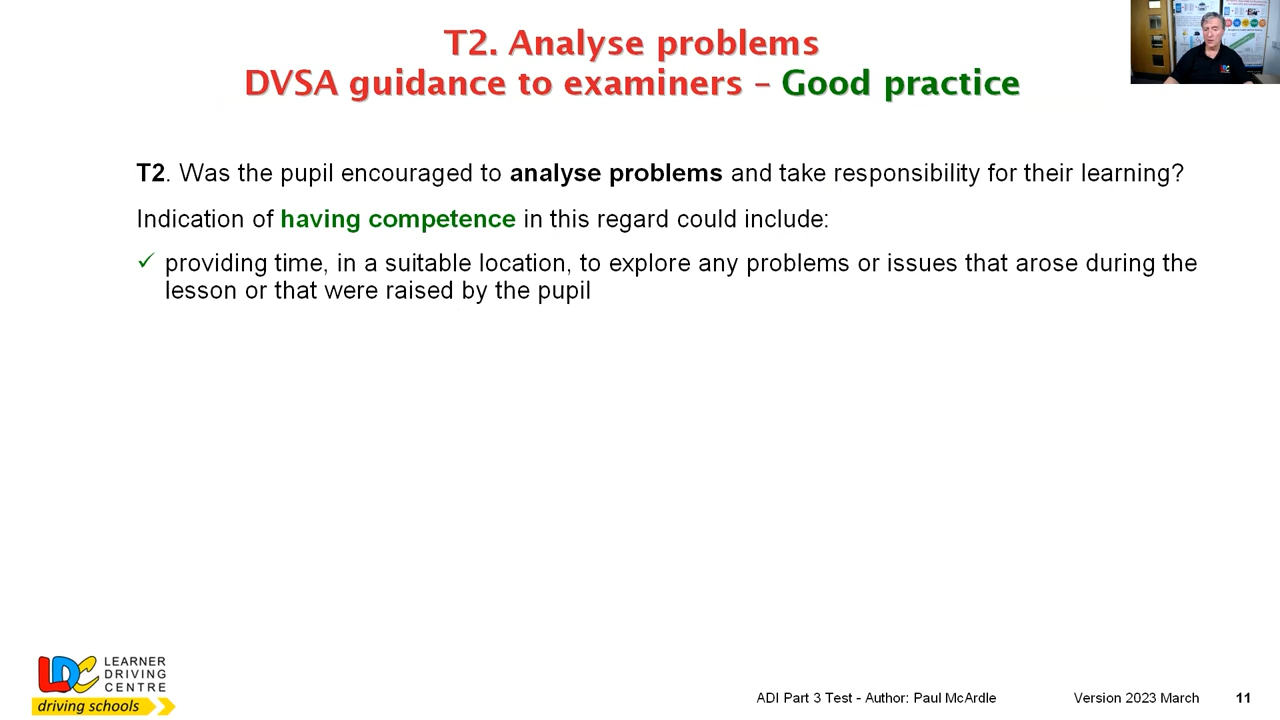 T2. Analyse problems
DVSA guidance to examiners – Good practice
T2. Was the pupil encouraged to analyse problems and take responsibility for their learning?
Indication of having competence in this regard could include:
✓ providing time, in a suitable location, to explore any problems or issues that arose during the
lesson or that were raised by the pupil
LDC LEARNER
DRIVING
CENTRE
driving schools
ADI Part 3 Test - Author: Paul McArdle Version 2023 March 11